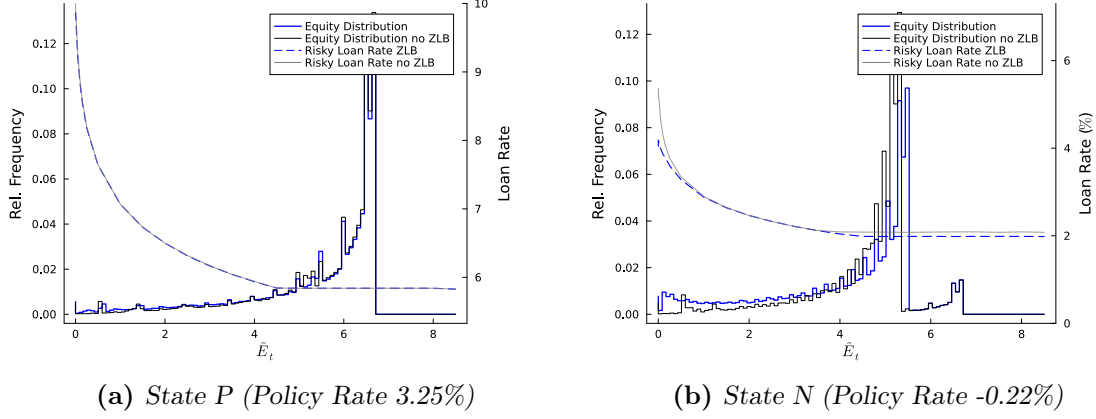 Equity Distribution
Equity Distribution no ZLB
Risky Loan Rate ZLB
Risky Loan Rate no ZLB
Rel. Frequency
0.12
0.10
0.08
0.06
0.04
0.02
0.00
0 2 4 6 8
Ẽ_t
10
9
8
7
6
Loan Rate
(a) State P (Policy Rate 3.25%)
Equity Distribution
Equity Distribution no ZLB
Risky Loan Rate ZLB
Risky Loan Rate no ZLB
Rel. Frequency
0.12
0.10
0.08
0.06
0.04
0.02
0.00
0 2 4 6 8
Ẽ_t
6
4
2
0
Loan Rate (%)
(b) State N (Policy Rate -0.22%)